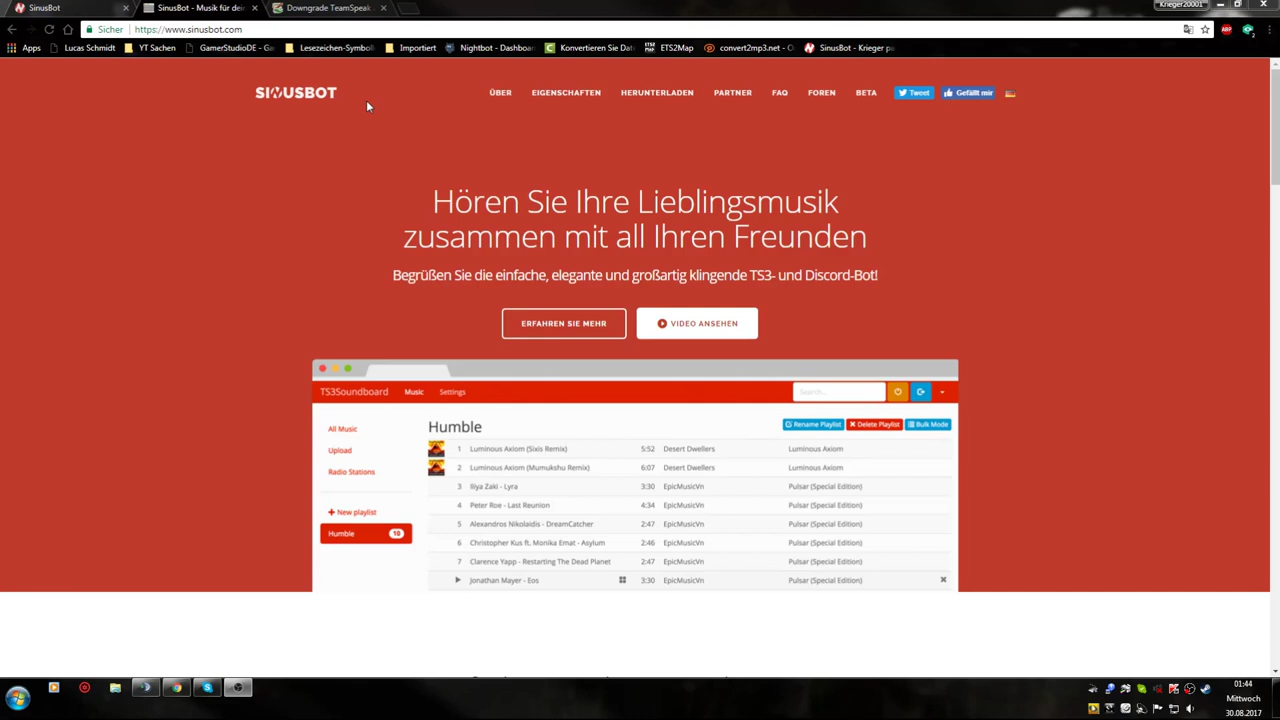 SinusBot
SinusBot - Musik für dei
Downgrade TeamSpeak
Krieger20001
Sicher
https://www.sinusbot.com
Apps
Lucas Schmidt
YT Sachen
GamerStudioDE - Ga
Lesezeichen-Symbol
Importiert
Nightbot - Dashboar
Konvertieren Sie Dat
ETS2Map
convert2mp3.net - O
SinusBot - Krieger pa
SINUSBOT
ÜBER
EIGENSCHAFTEN
HERUNTERLADEN
PARTNER
FAQ
FOREN
BETA
Tweet
Gefällt mir
Hören Sie Ihre Lieblingsmusik
zusammen mit all Ihren Freunden
Begrüßen Sie die einfache, elegante und großartig klingende TS3- und Discord-Bot!
ERFAHREN SIE MEHR
VIDEO ANSEHEN
TS3Soundboard
Music
Settings
Search...
All Music
Upload
Radio Stations
New playlist
Humble 10
Humble
Rename Playlist
Delete Playlist
Bulk Mode
1 Luminous Axiom (Sixis Remix) 5:52 Desert Dwellers Luminous Axiom
2 Luminous Axiom (Mumukshu Remix) 6:07 Desert Dwellers Luminous Axiom
3 Iliya Zaki - Lyra 3:30 EpicMusicVn Pulsar (Special Edition)
4 Peter Roe - Last Reunion 4:34 EpicMusicVn Pulsar (Special Edition)
5 Alexandros Nikolaidis - DreamCatcher 2:47 EpicMusicVn Pulsar (Special Edition)
6 Christopher Kus ft. Monika Emat - Asylum 2:46 EpicMusicVn Pulsar (Special Edition)
7 Clarence Yapp - Restarting The Dead Planet 2:47 EpicMusicVn Pulsar (Special Edition)
Jonathan Mayer - Eos 3:30 EpicMusicVn Pulsar (Special Edition)
01:44
Mittwoch
30.08.2017